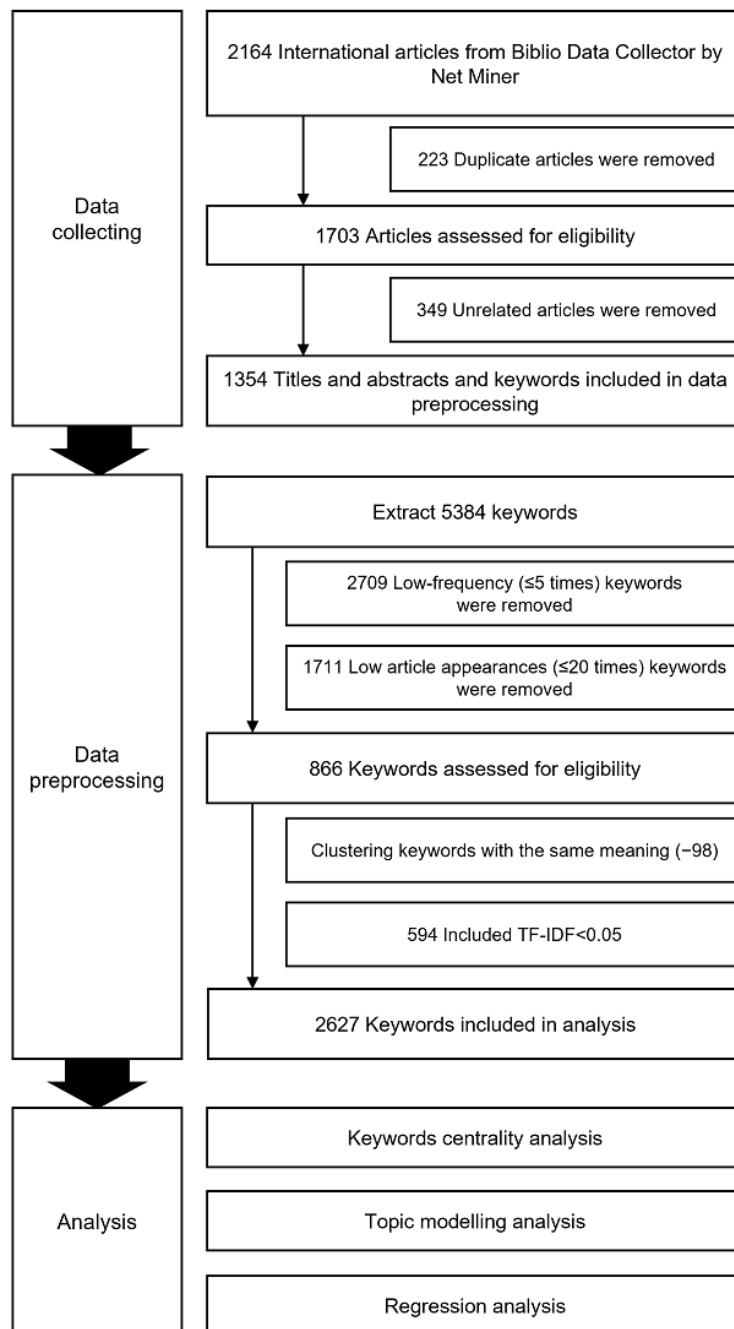 2164 International articles from Biblio Data Collector by
Net Miner
223 Duplicate articles were removed
Data
collecting
1703 Articles assessed for eligibility
349 Unrelated articles were removed
1354 Titles and abstracts and keywords included in data
preprocessing
Extract 5384 keywords
2709 Low-frequency (≤5 times) keywords
were removed
1711 Low article appearances (≤20 times) keywords
were removed
Data
preprocessing
866 Keywords assessed for eligibility
Clustering keywords with the same meaning (−98)
594 Included TF-IDF<0.05
2627 Keywords included in analysis
Keywords centrality analysis
Analysis
Topic modelling analysis
Regression analysis